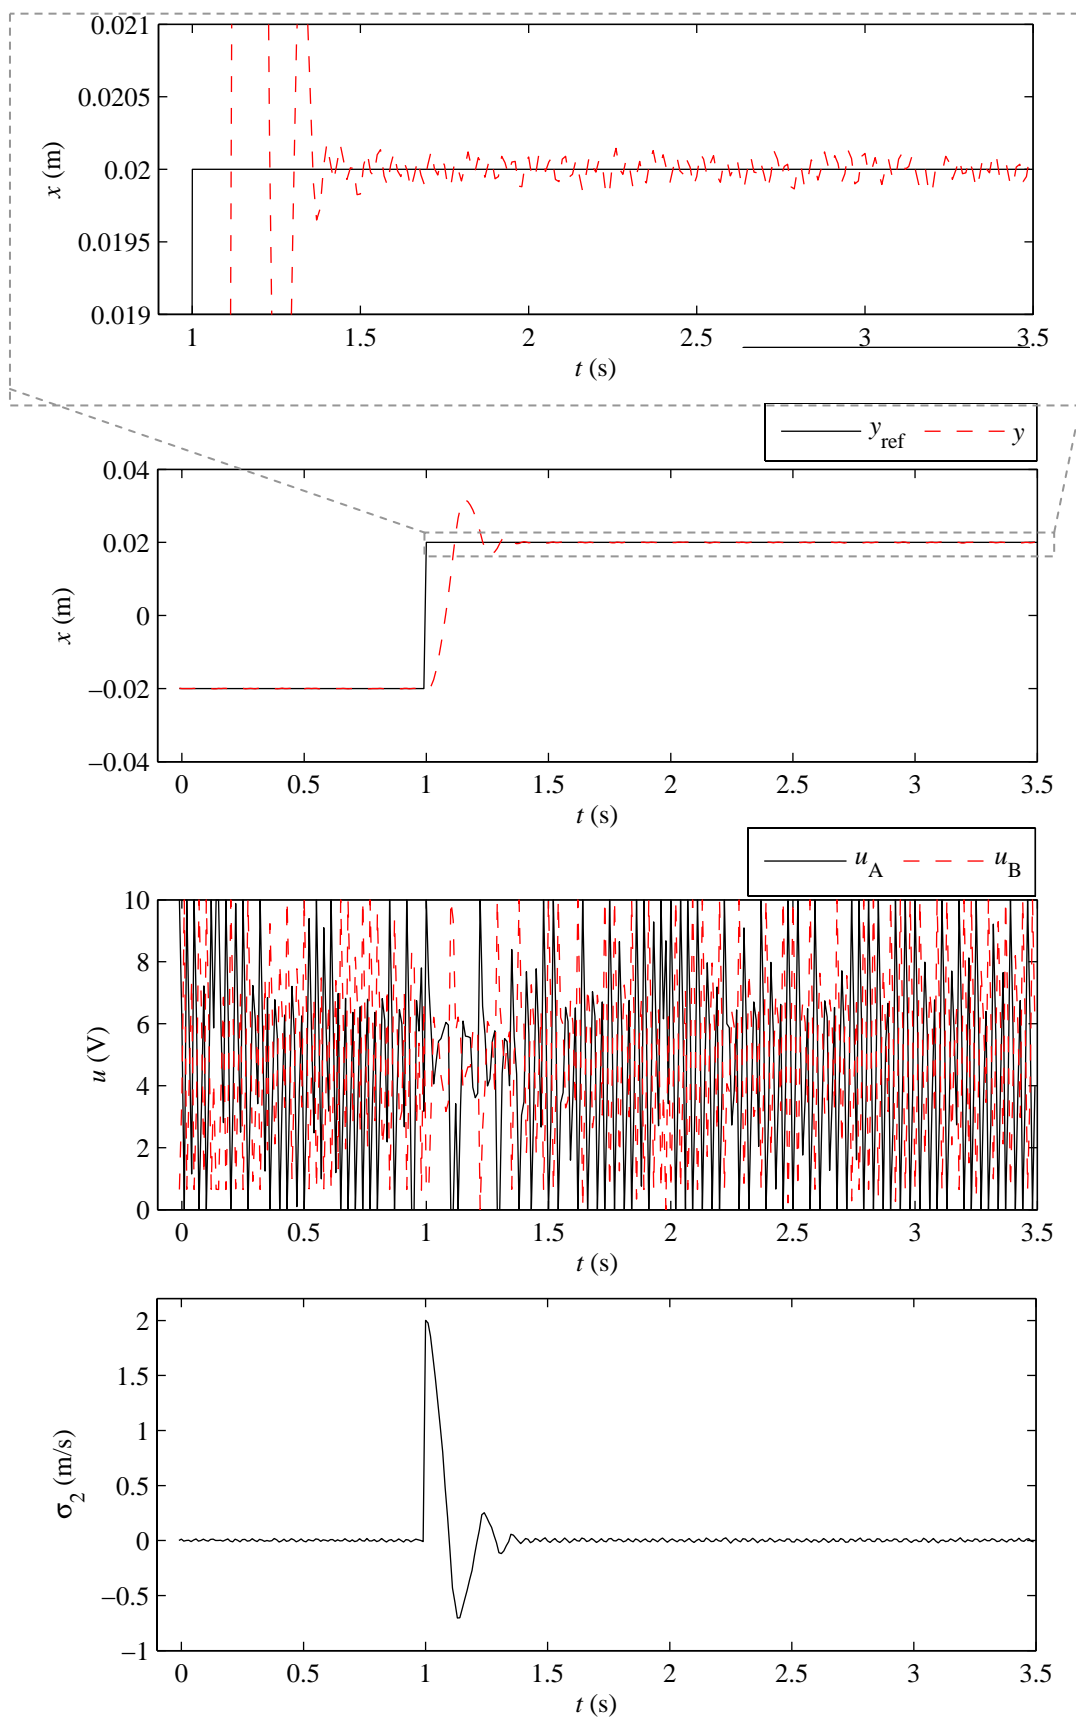 0.021
0.0205
0.02
0.0195
0.019
x (m)
1 1.5 2 2.5 3 3.5
t (s)
y_ref y
0.04
0.02
0
−0.02
−0.04
x (m)
0 0.5 1 1.5 2 2.5 3 3.5
t (s)
u_A u_B
10
8
6
4
2
0
u (V)
0 0.5 1 1.5 2 2.5 3 3.5
t (s)
2
1.5
1
0.5
0
−0.5
−1
σ_2 (m/s)
0 0.5 1 1.5 2 2.5 3 3.5
t (s)